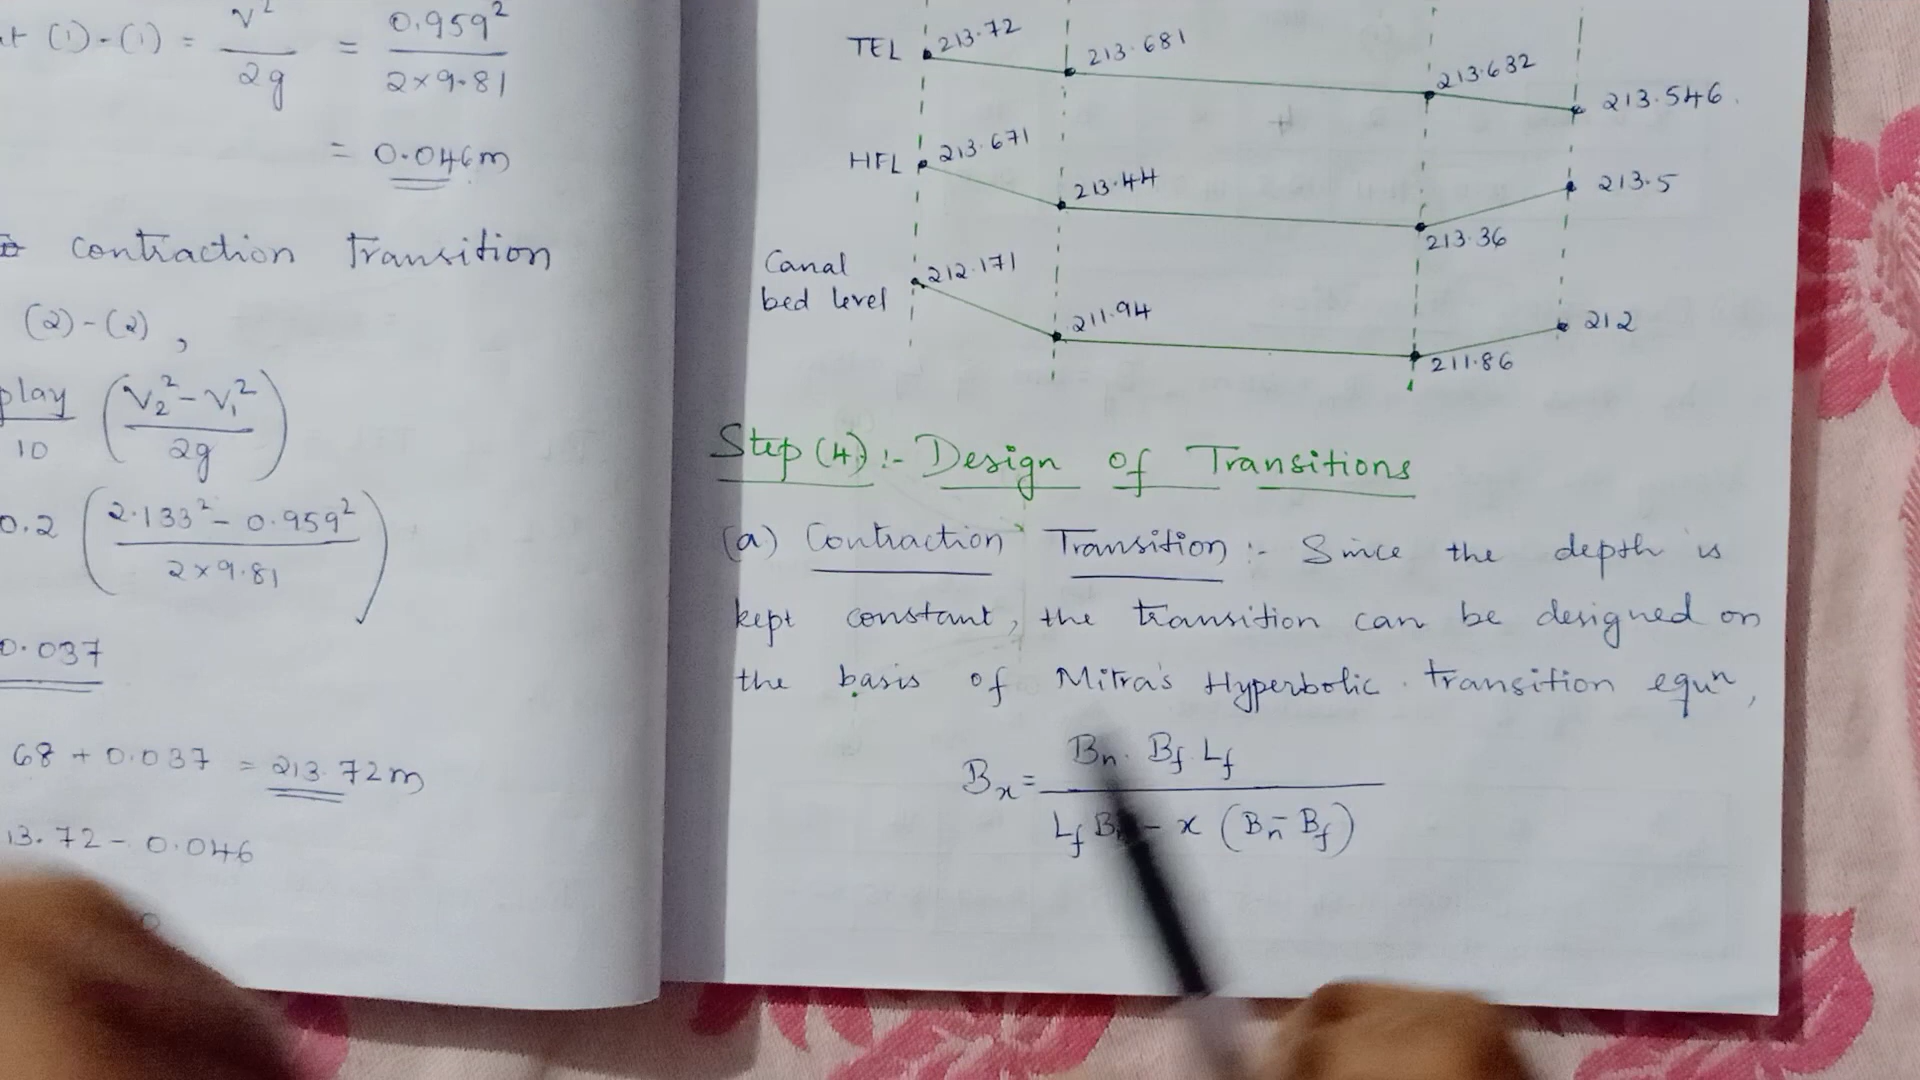 at (1)-(1) = v²/2g = 0.959²/2×9.81
= 0.046m
contraction Transition
(2)-(2),
play/10 (V₂²-V₁²/2g)
0.2 (2.133²-0.959²/2×9.81)
0.037
68 + 0.037 = 213.72m
13.72 - 0.046
TEL 213.72 213.681 213.632 213.546
HFL 213.671 213.44 213.36 213.5
Canal
bed level 212.171 211.94 211.86 212
Step (4):- Design of Transitions
(a) Contraction Transition :- Since the depth is
kept constant, the transition can be designed on
the basis of Mitra's Hyperbolic transition equn,
Bx = Bn. Bf Lf
Lf B - x (Bn - Bf)